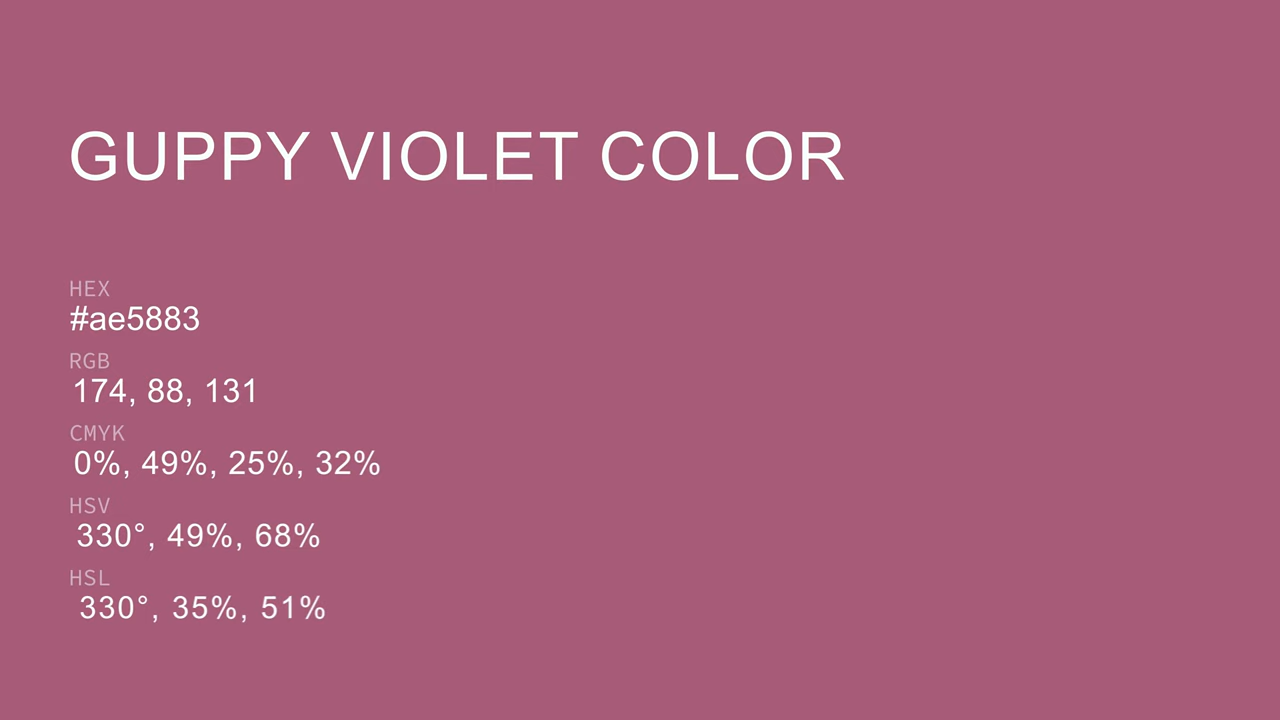 GUPPY VIOLET COLOR
HEX
#ae5883
RGB
174, 88, 131
CMYK
0%, 49%, 25%, 32%
HSV
330°, 49%, 68%
HSL
330°, 35%, 51%